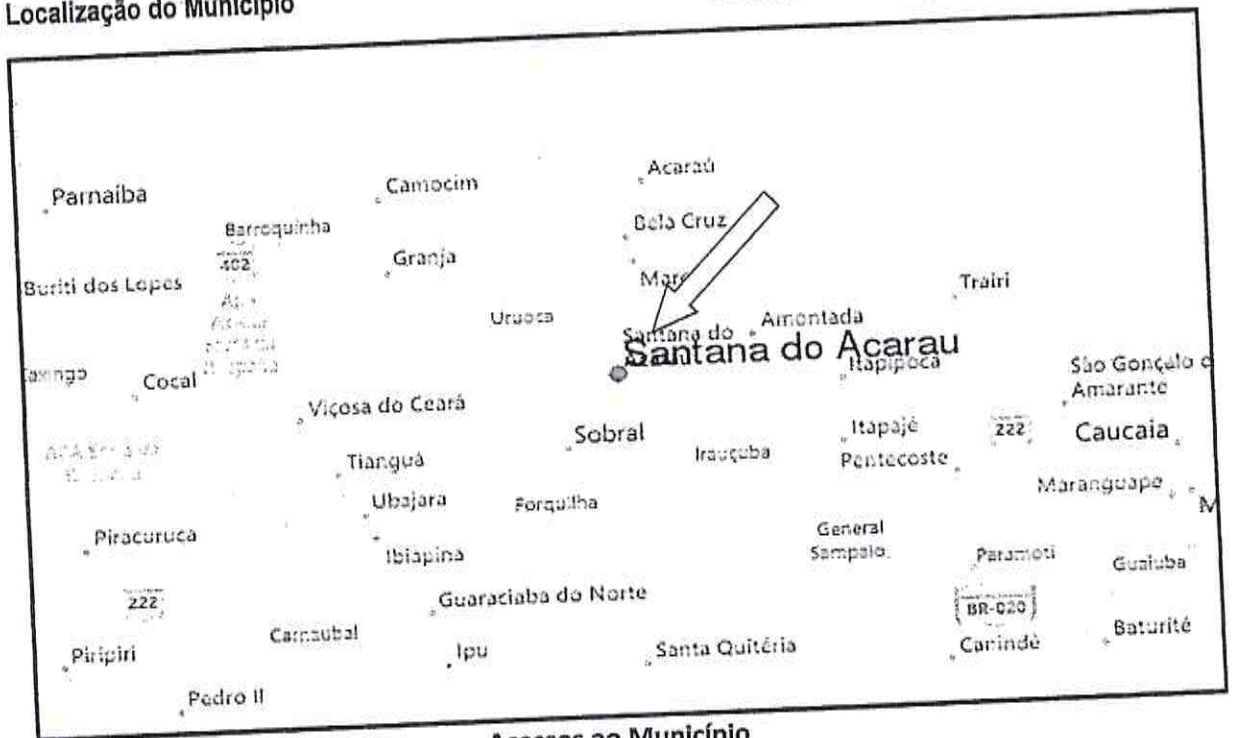 Localização do Município
Acaraú
Parnaíba
Camocim
Bela Cruz
Barroquinha
402
Granja
Buriti dos Lopes
Trairi
Uruoca
Amontada
Santana do
Santana do Acarau
Itapipoca
Cocal
São Gonçalo
Amarante
Viçosa do Ceará
Sobral
Itapajé
222
Caucaia
Tianguá
Irauçuba
Pentecoste
Maranguape
Ubajara
Forquilha
M
Piracuruca
General
Sampaio
Ibiapina
Paramoti
Guaiuba
222
Guaraciaba do Norte
BR-020
Carnaubal
Baturité
Piripiri
Ipu
Santa Quitéria
Canindé
Pedro II
Acessos ao Município